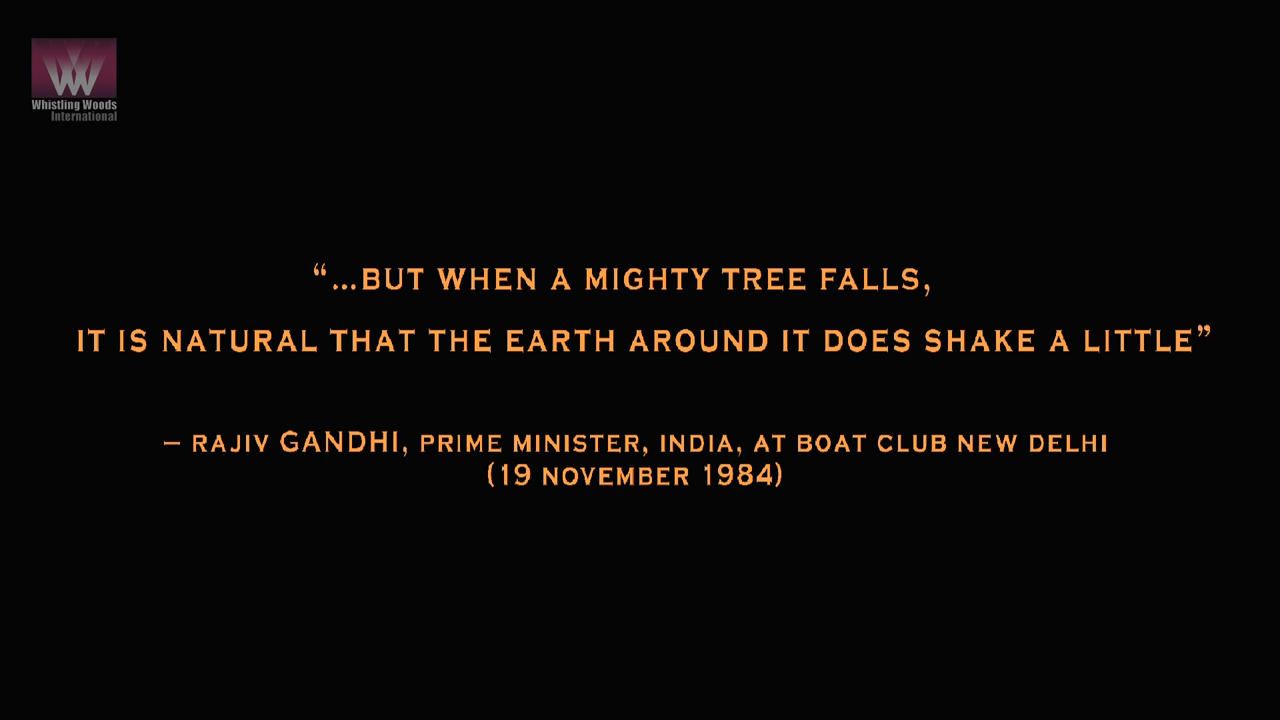 Whistling Woods
International
“...BUT WHEN A MIGHTY TREE FALLS,
IT IS NATURAL THAT THE EARTH AROUND IT DOES SHAKE A LITTLE”
– RAJIV GANDHI, PRIME MINISTER, INDIA, AT BOAT CLUB NEW DELHI
(19 NOVEMBER 1984)